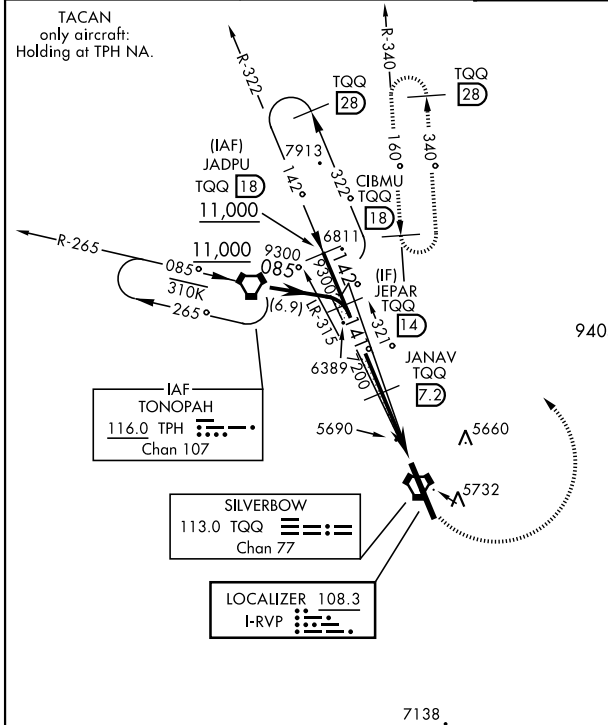 TACAN
only aircraft:
Holding at TPH NA.
R-322
R-340
TQQ
28
TQQ
28
(IAF)
JADPU
TQQ 18
11,000
7913
142°
322°
160°
340°
CIBMU
TQQ
18
R-265
11,000
085°
310K
265°
9300
085°
(6.9)
6811
142°
9300
LR-315
(IF)
JEPAR
TQQ
14
321°
141°
6389
7200
940
JANAV
TQQ
7.2
IAF
TONOPAH
116.0 TPH
Chan 107
5690
5660
5732
SILVERBOW
113.0 TQQ
Chan 77
LOCALIZER 108.3
I-RVP
7138